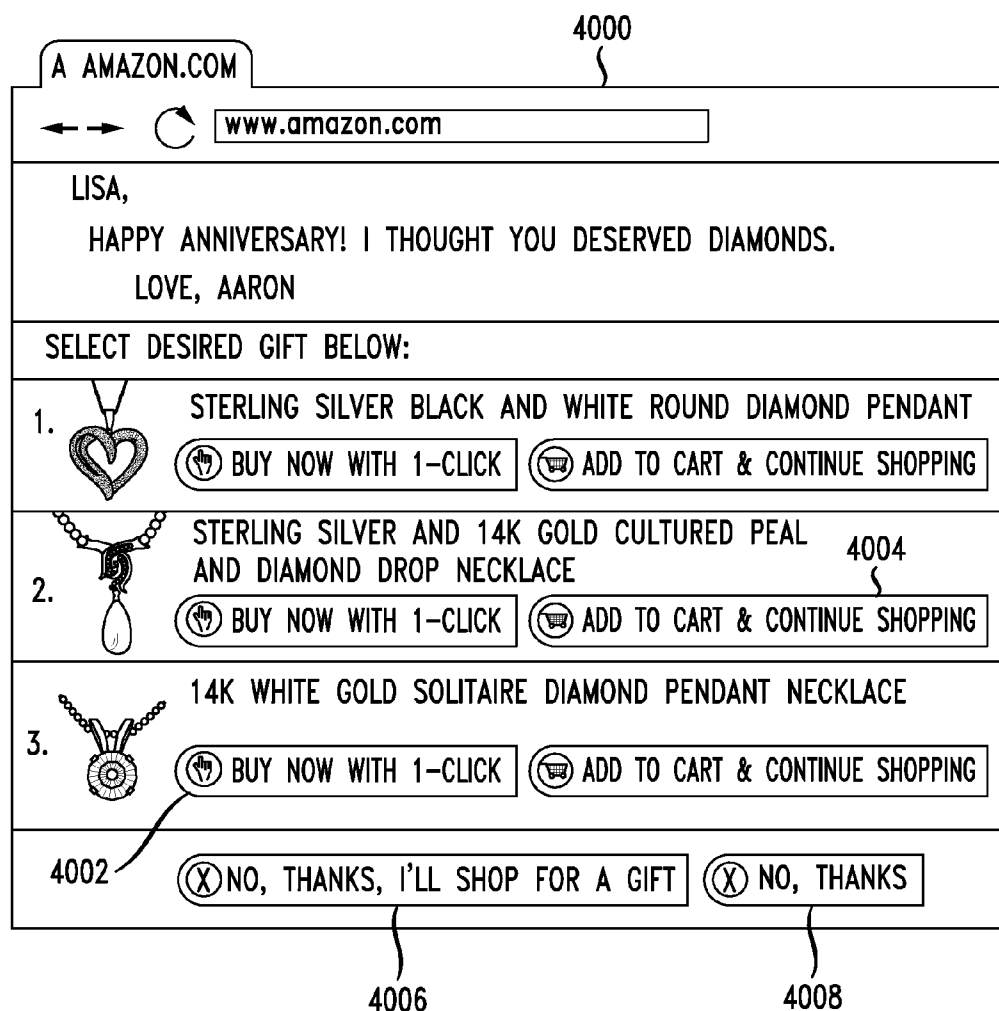 4000
A AMAZON.COM
www.amazon.com
LISA,
HAPPY ANNIVERSARY! I THOUGHT YOU DESERVED DIAMONDS.
LOVE, AARON
SELECT DESIRED GIFT BELOW:
1. STERLING SILVER BLACK AND WHITE ROUND DIAMOND PENDANT
BUY NOW WITH 1-CLICK ADD TO CART & CONTINUE SHOPPING
2. STERLING SILVER AND 14K GOLD CULTURED PEAL
AND DIAMOND DROP NECKLACE
4004
BUY NOW WITH 1-CLICK ADD TO CART & CONTINUE SHOPPING
3. 14K WHITE GOLD SOLITAIRE DIAMOND PENDANT NECKLACE
BUY NOW WITH 1-CLICK ADD TO CART & CONTINUE SHOPPING
4002
X NO, THANKS, I'LL SHOP FOR A GIFT X NO, THANKS
4006 4008